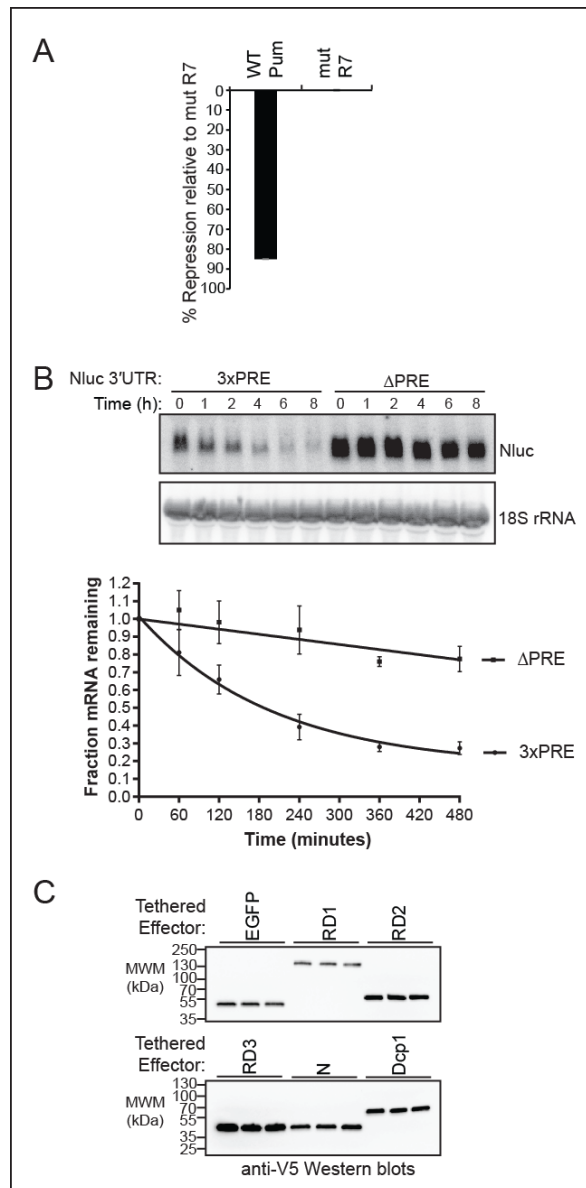 A
WT Pum
mut R7
% Repression relative to mut R7
0
10
20
30
40
50
60
70
80
90
100
B
Nluc 3′UTR: 3xPRE ΔPRE
Time (h): 0 1 2 4 6 8 0 1 2 4 6 8
Nluc
18S rRNA
Fraction mRNA remaining
1.2
1.1
1.0
0.9
0.8
0.7
0.6
0.5
0.4
0.3
0.2
0.1
0.0
ΔPRE
3xPRE
0 60 120 180 240 300 360 420 480
Time (minutes)
C
Tethered
Effector: EGFP RD1 RD2
MWM
(kDa)
250
130
100
70
55
35
Tethered
Effector: RD3 N Dcp1
MWM
(kDa)
130
100
70
55
35
25
anti-V5 Western blots